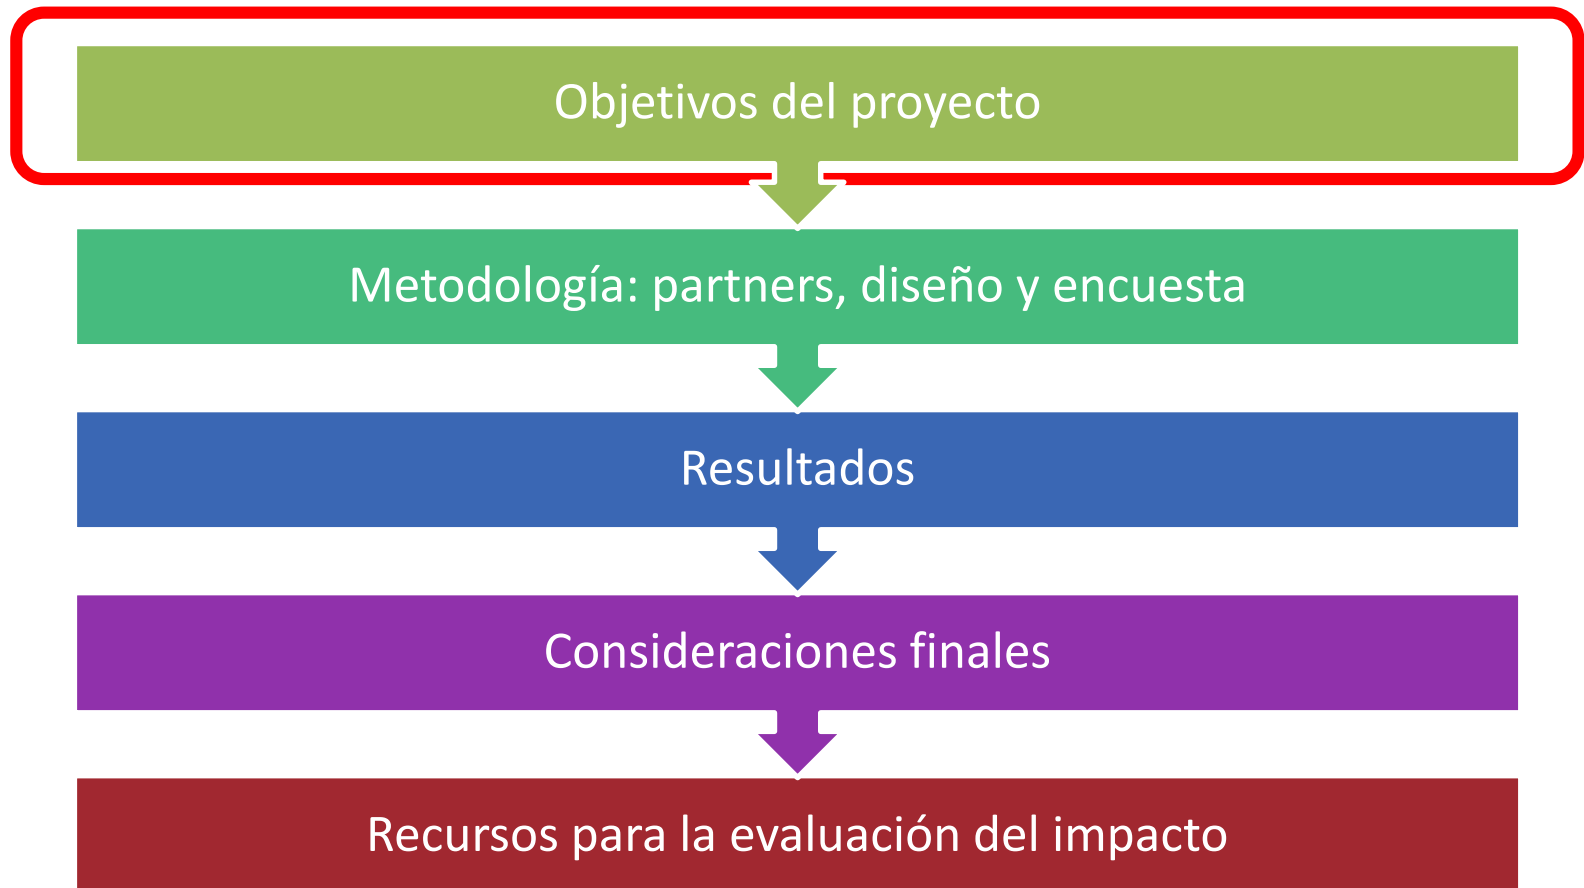 Objetivos del proyecto
Metodología: partners, diseño y encuesta
Resultados
Consideraciones finales
Recursos para la evaluación del impacto